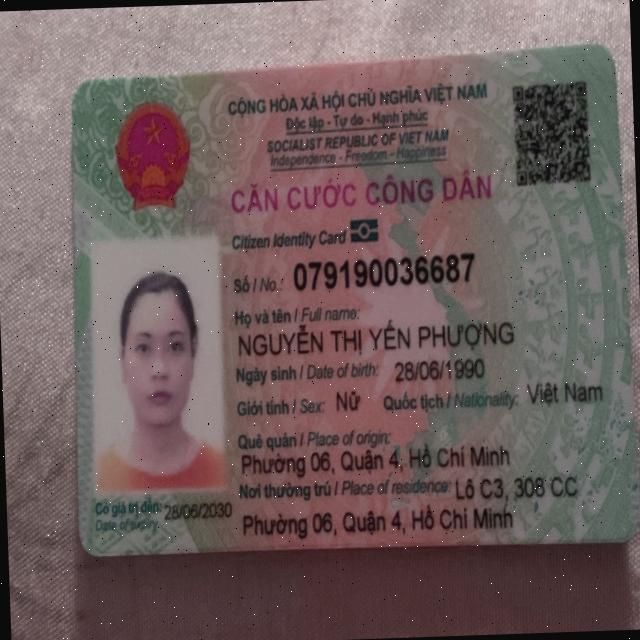 CỘNG HÒA XÃ HỘI CHỦ NGHĨA VIỆT NAM
Độc lập - Tự do - Hạnh phúc
SOCIALIST REPUBLIC OF VIET NAM
Independence - Freedom - Happiness
CĂN CƯỚC CÔNG DÂN
Citizen Identity Card
Số / No.: 079190036687
Họ và tên / Full name:
NGUYỄN THỊ YẾN PHƯỢNG
Ngày sinh / Date of birth: 28/06/1990
Giới tính / Sex: Nữ Quốc tịch / Nationality: Việt Nam
Quê quán / Place of origin:
Phường 06, Quận 4, Hồ Chí Minh
Nơi thường trú / Place of residence: Lô C3, 308 CC
Phường 06, Quận 4, Hồ Chí Minh
Có giá trị đến: 28/06/2030
Date of expiry